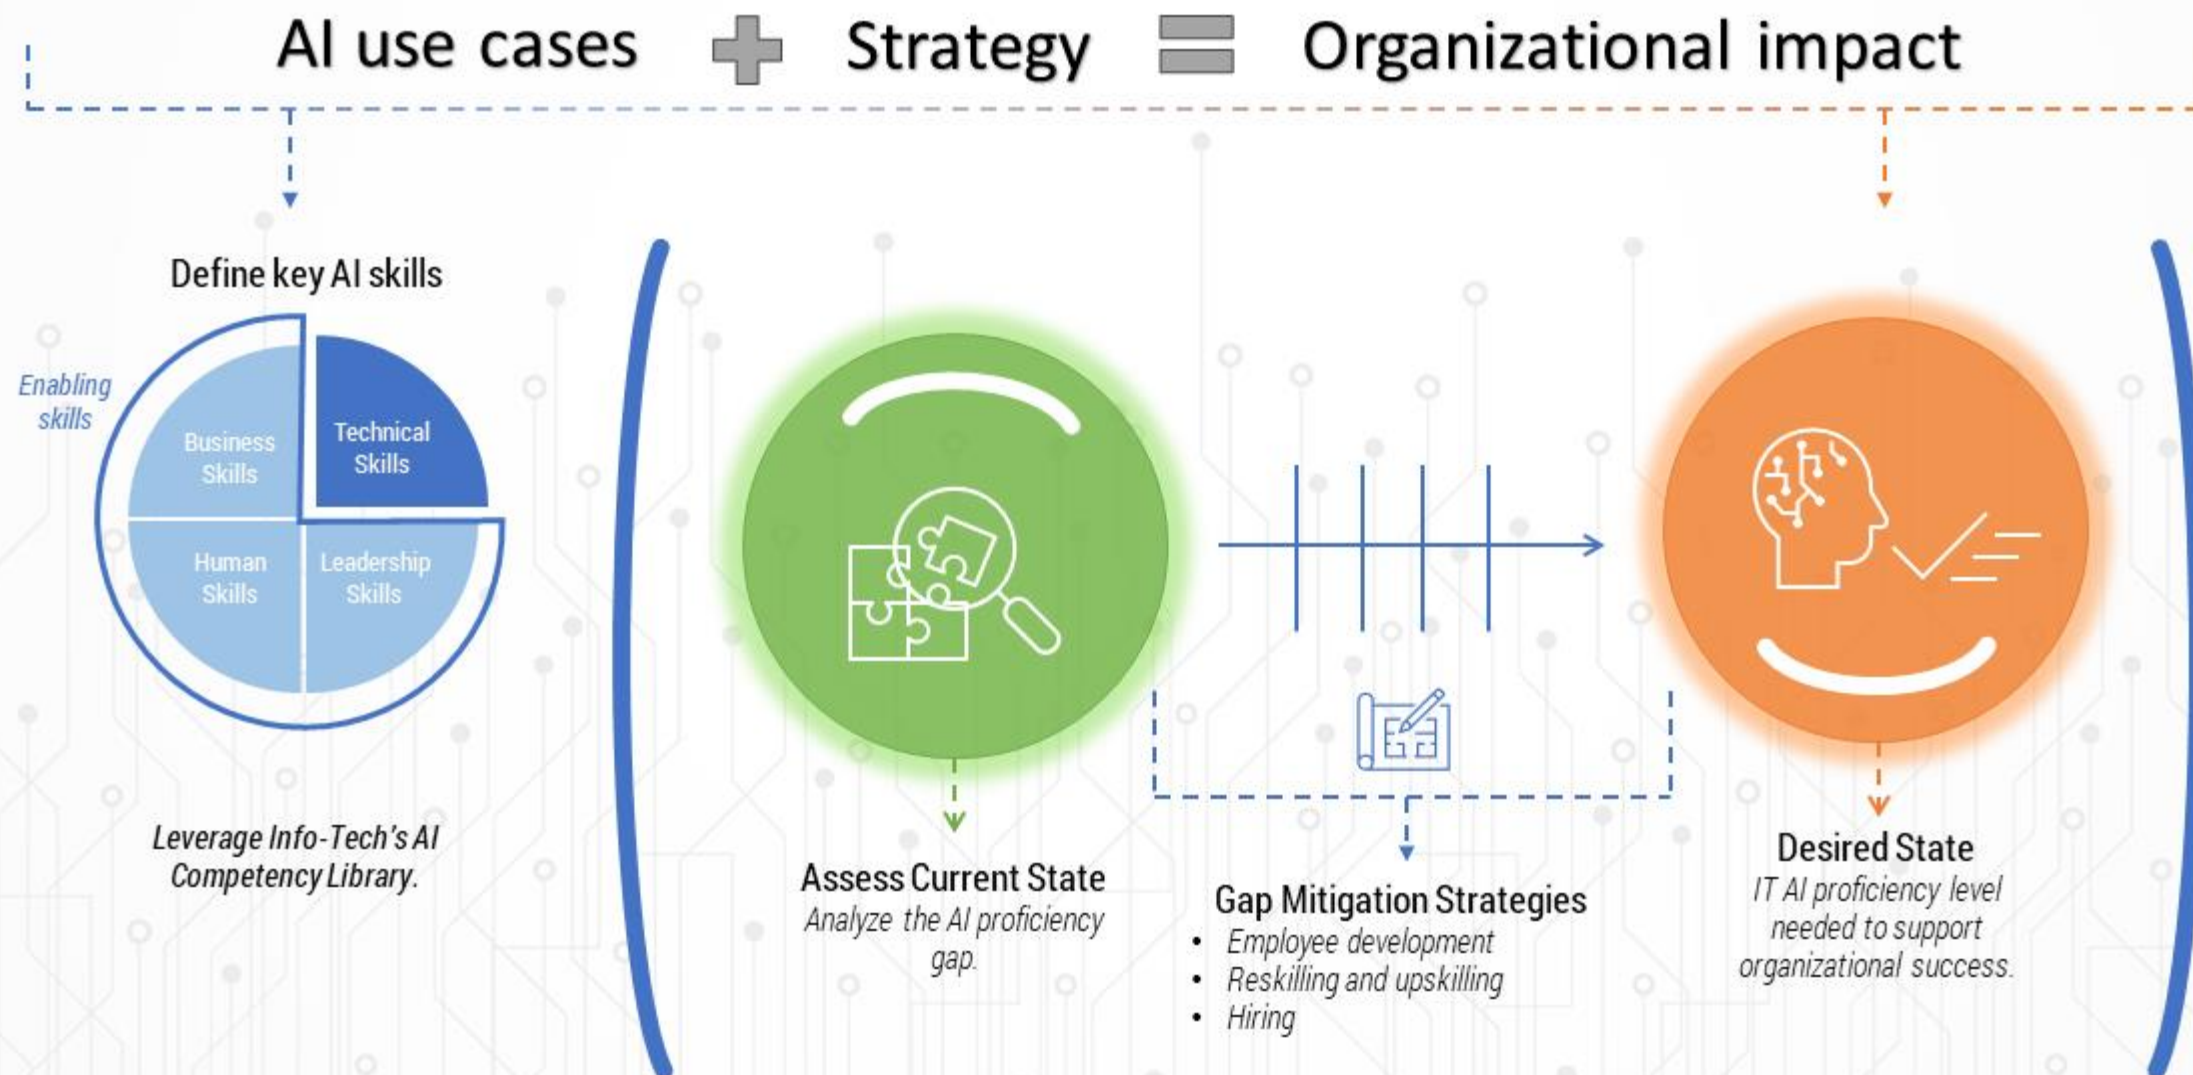 AI use cases + Strategy = Organizational impact
Define key AI skills
Enabling
skills
Business
Skills
Technical
Skills
Human
Skills
Leadership
Skills
Leverage Info-Tech's AI
Competency Library.
Assess Current State
Analyze the AI proficiency
gap.
Gap Mitigation Strategies
• Employee development
• Reskilling and upskilling
• Hiring
Desired State
IT AI proficiency level
needed to support
organizational success.